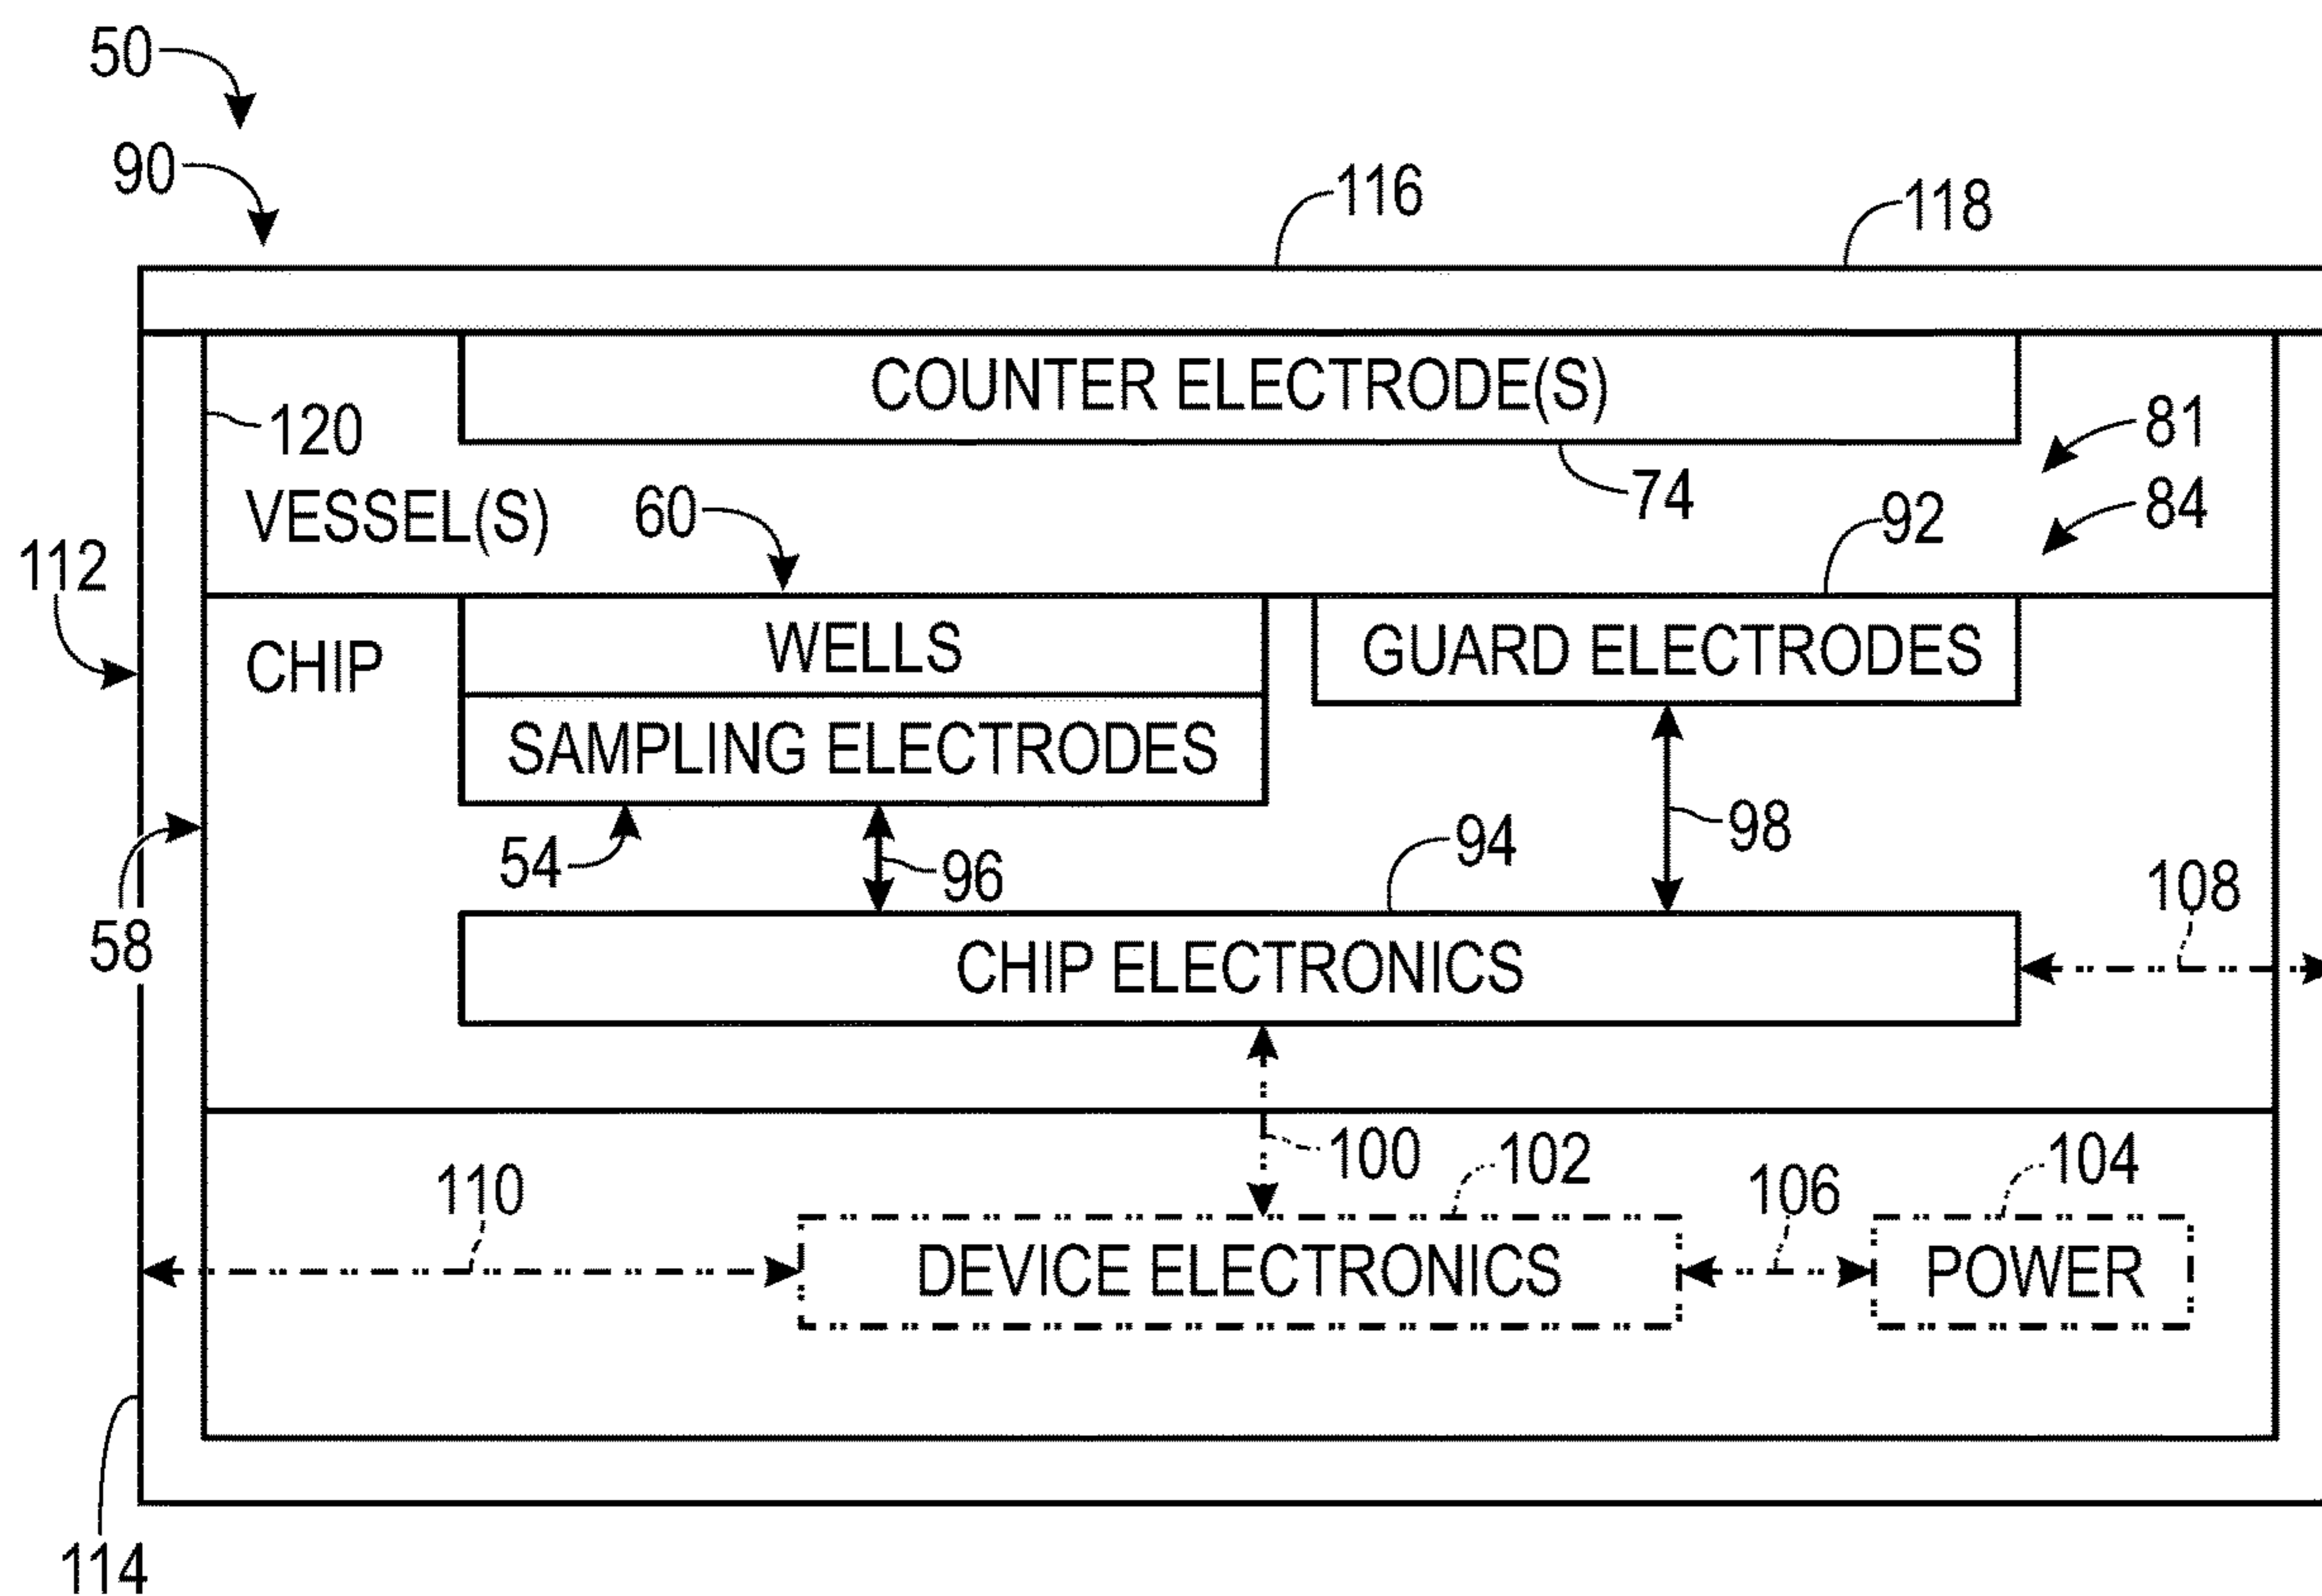 50
90
116
118
COUNTER ELECTRODE(S)
120
81
74
VESSEL(S)
60
92
84
112
CHIP
WELLS
GUARD ELECTRODES
SAMPLING ELECTRODES
54
96
94
98
108
58
CHIP ELECTRONICS
100
102
104
110
106
DEVICE ELECTRONICS
POWER
114